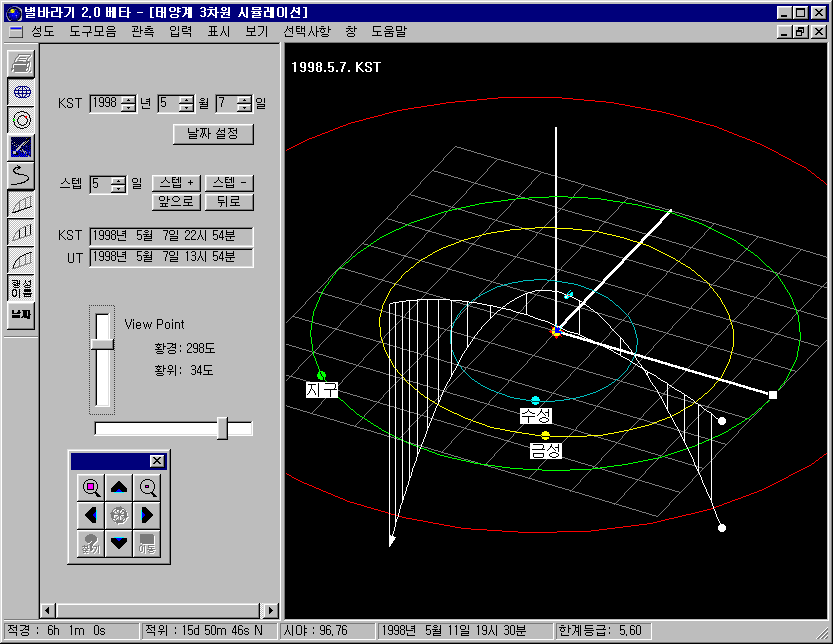 별바라기 2.0 베타 - [태양계 3차원 시뮬레이션]
성도 도구모음 관측 입력 표시 보기 선택사항 창 도움말
1998.5.7. KST
KST 1998 년 5 월 7 일
날짜 설정
스텝 5 일 스텝 + 스텝 -
앞으로 뒤로
KST 1998년 5월 7일 22시 54분
UT 1998년 5월 7일 13시 54분
행성
이름
날짜
View Point
황경: 298도
황위: 34도
지구
수성
금성
찾기 이동
적경 : 6h 1m 0s 적위 : 15d 50m 46s N 시야 : 96.76 1998년 5월 11일 19시 30분 한계등급: 5.60